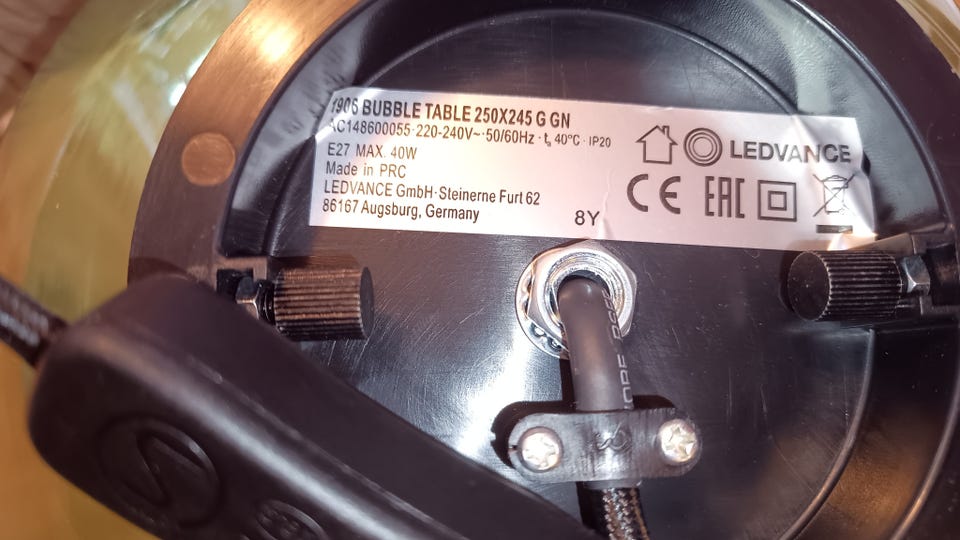 1906 BUBBLE TABLE 250X245 G GN
AC148600055·220-240V~·50/60Hz · ta 40°C · IP20
E27 MAX. 40W
Made in PRC
LEDVANCE GmbH·Steinerne Furt 62
86167 Augsburg, Germany
8Y
LEDVANCE
CE EAC